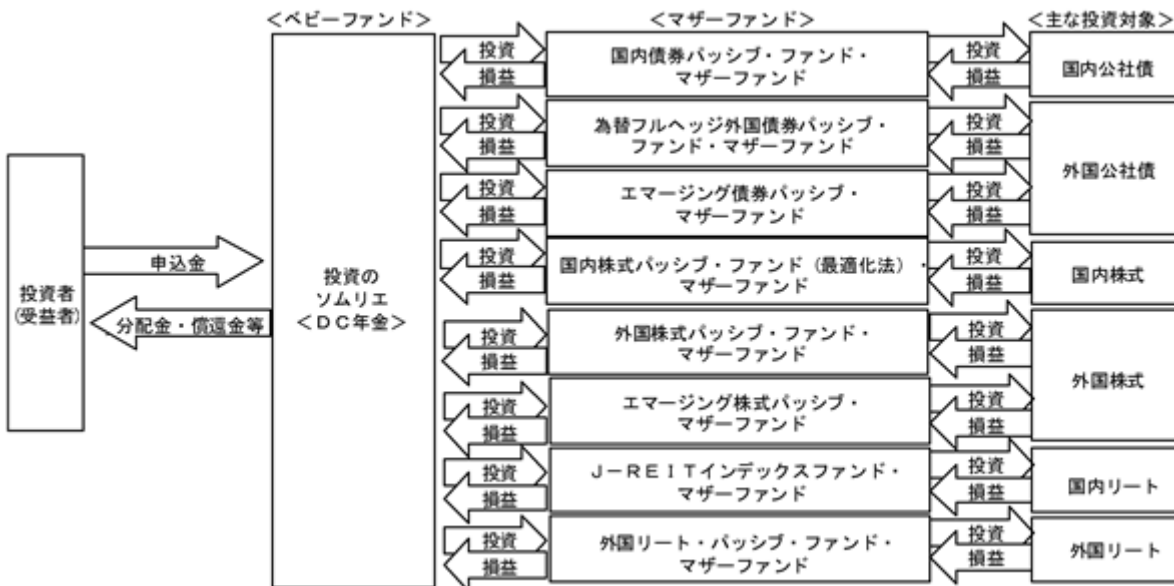 ＜ベビーファンド＞
＜マザーファンド＞
＜主な投資対象＞
投資者
(受益者)
申込金
分配金・償還金等
投資の
ソムリエ
＜ＤＣ年金＞
投資
損益
国内債券パッシブ・ファンド・
マザーファンド
投資
損益
国内公社債
投資
損益
為替フルヘッジ外国債券パッシブ・
ファンド・マザーファンド
投資
損益
外国公社債
投資
損益
エマージング債券パッシブ・
マザーファンド
投資
損益
投資
損益
国内株式パッシブ・ファンド（最適化法）・
マザーファンド
投資
損益
国内株式
投資
損益
外国株式パッシブ・ファンド・
マザーファンド
投資
損益
外国株式
投資
損益
エマージング株式パッシブ・
マザーファンド
投資
損益
投資
損益
Ｊ－ＲＥＩＴインデックスファンド・
マザーファンド
投資
損益
国内リート
投資
損益
外国リート・パッシブ・ファンド・
マザーファンド
投資
損益
外国リート